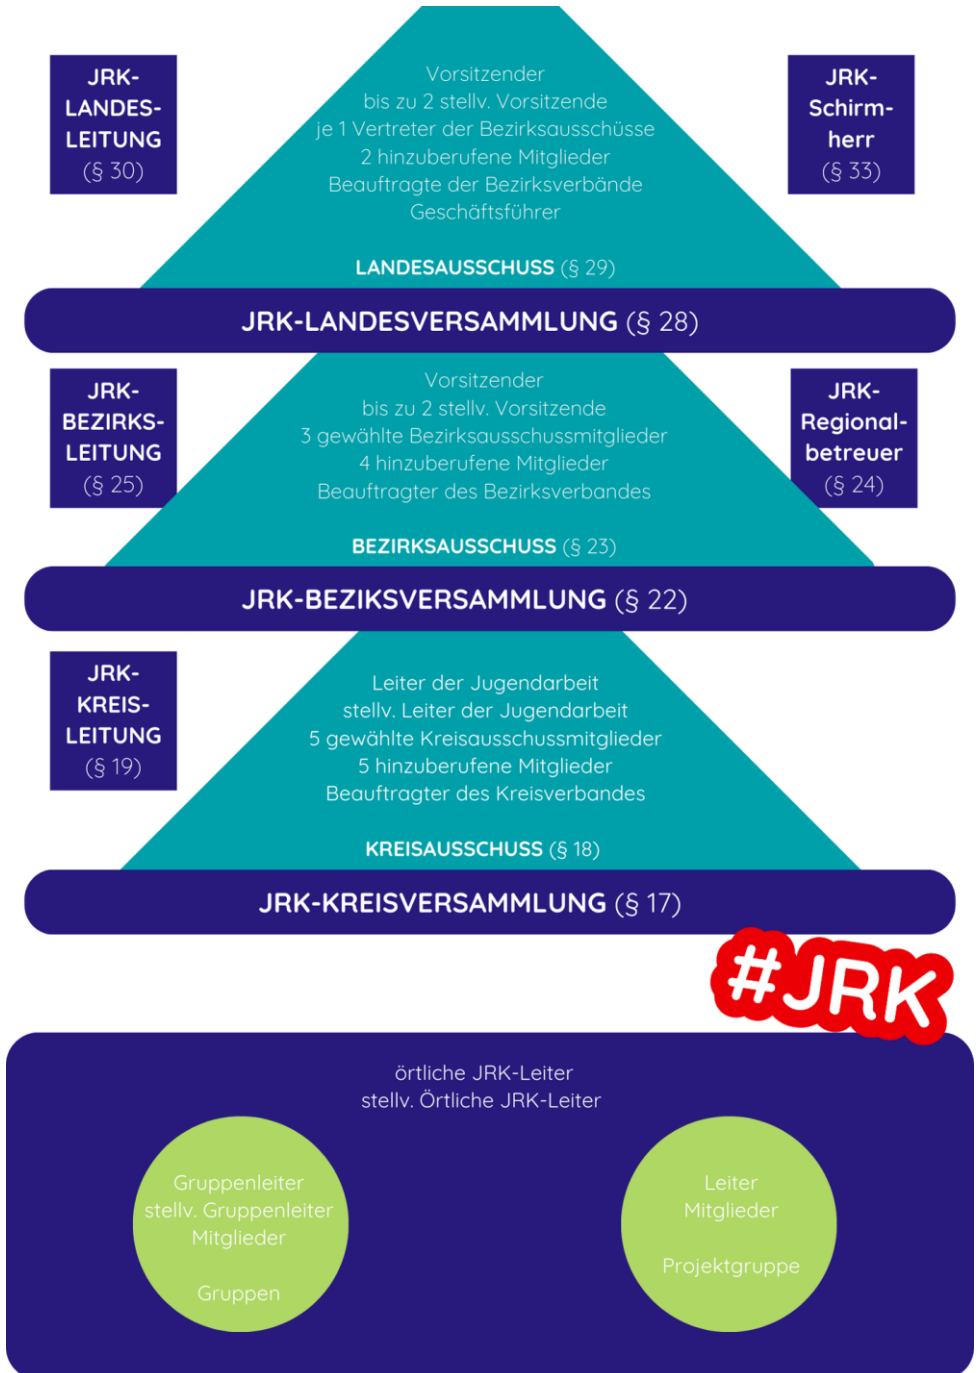 JRK-
LANDES-
LEITUNG
(§ 30)
Vorsitzender
bis zu 2 stellv. Vorsitzende
je 1 Vertreter der Bezirksausschüsse
2 hinzuberufene Mitglieder
Beauftragte der Bezirksverbände
Geschäftsführer
LANDESAUSSCHUSS (§ 29)
JRK-
Schirm-
herr
(§ 33)
JRK-LANDESVERSAMMLUNG (§ 28)
JRK-
BEZIRKS-
LEITUNG
(§ 25)
Vorsitzender
bis zu 2 stellv. Vorsitzende
3 gewählte Bezirksausschussmitglieder
4 hinzuberufene Mitglieder
Beauftragter des Bezirksverbandes
BEZIRKSAUSSCHUSS (§ 23)
JRK-
Regional-
betreuer
(§ 24)
JRK-BEZIKSVERSAMMLUNG (§ 22)
JRK-
KREIS-
LEITUNG
(§ 19)
Leiter der Jugendarbeit
stellv. Leiter der Jugendarbeit
5 gewählte Kreisausschussmitglieder
5 hinzuberufene Mitglieder
Beauftragter des Kreisverbandes
KREISAUSSCHUSS (§ 18)
JRK-KREISVERSAMMLUNG (§ 17)
#JRK
örtliche JRK-Leiter
stellv. Örtliche JRK-Leiter
Gruppenleiter
stellv. Gruppenleiter
Mitglieder
Gruppen
Leiter
Mitglieder
Projektgruppe